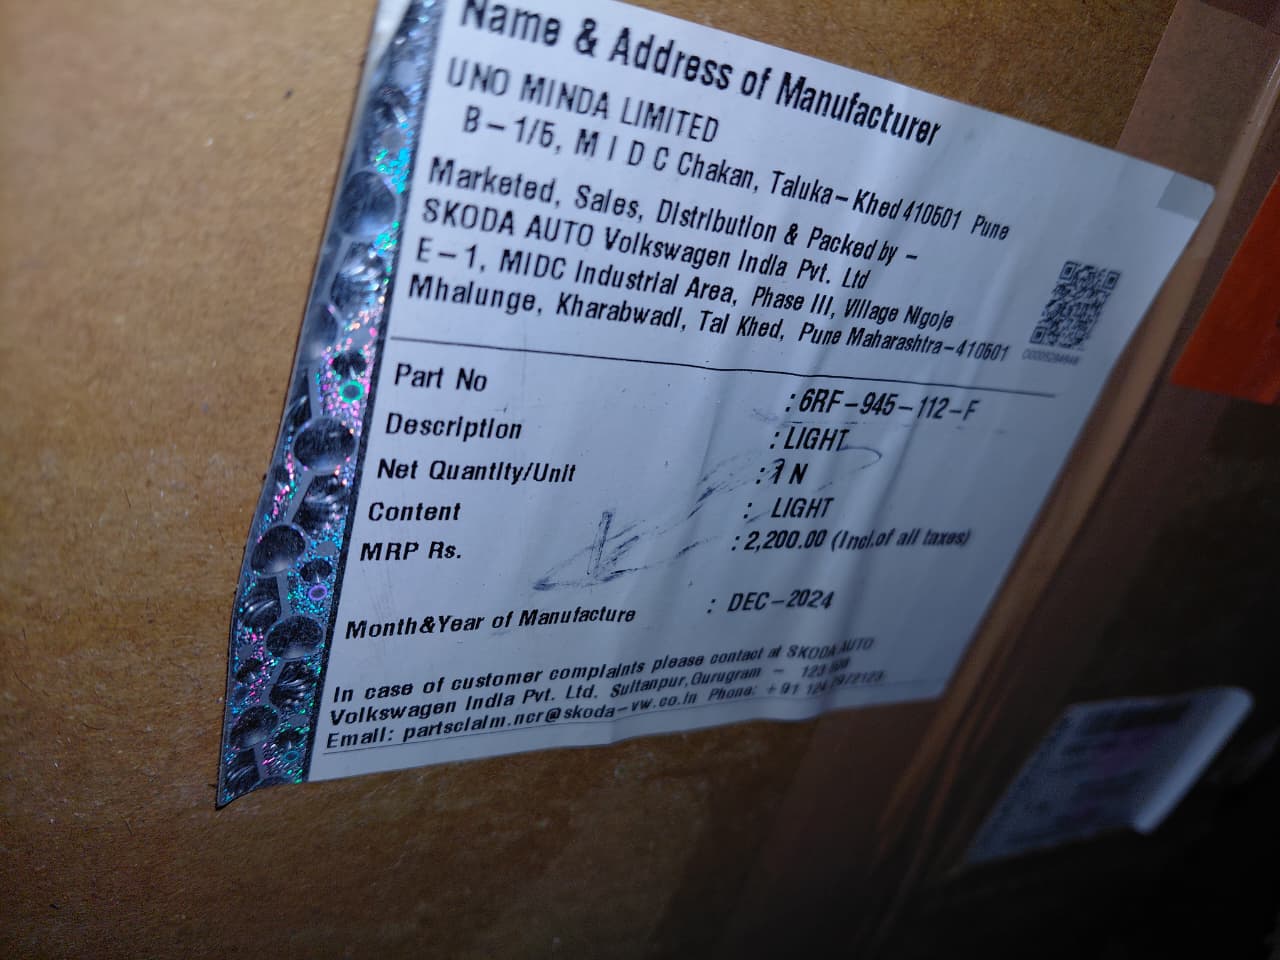 Name & Address of Manufacturer
UNO MINDA LIMITED
B-1/5, M I D C Chakan, Taluka-Khed 410501 Pune
Marketed, Sales, Distribution & Packed by -
SKODA AUTO Volkswagen India Pvt. Ltd
E-1, MIDC Industrial Area, Phase III, Village Nigoje
Mhalunge, Kharabwadi, Tal Khed, Pune Maharashtra-410501
Part No : 6RF-945-112-F
Description : LIGHT
Net Quantity/Unit : 1 N
Content : LIGHT
MRP Rs. : 2,200.00 (Incl.of all taxes)
Month&Year of Manufacture : DEC-2024
In case of customer complaints please contact at SKODA AUTO
Volkswagen India Pvt. Ltd. Sultanpur,Gurugram -
Email: partsclaim.ncr@skoda-vw.co.in Phone: +91